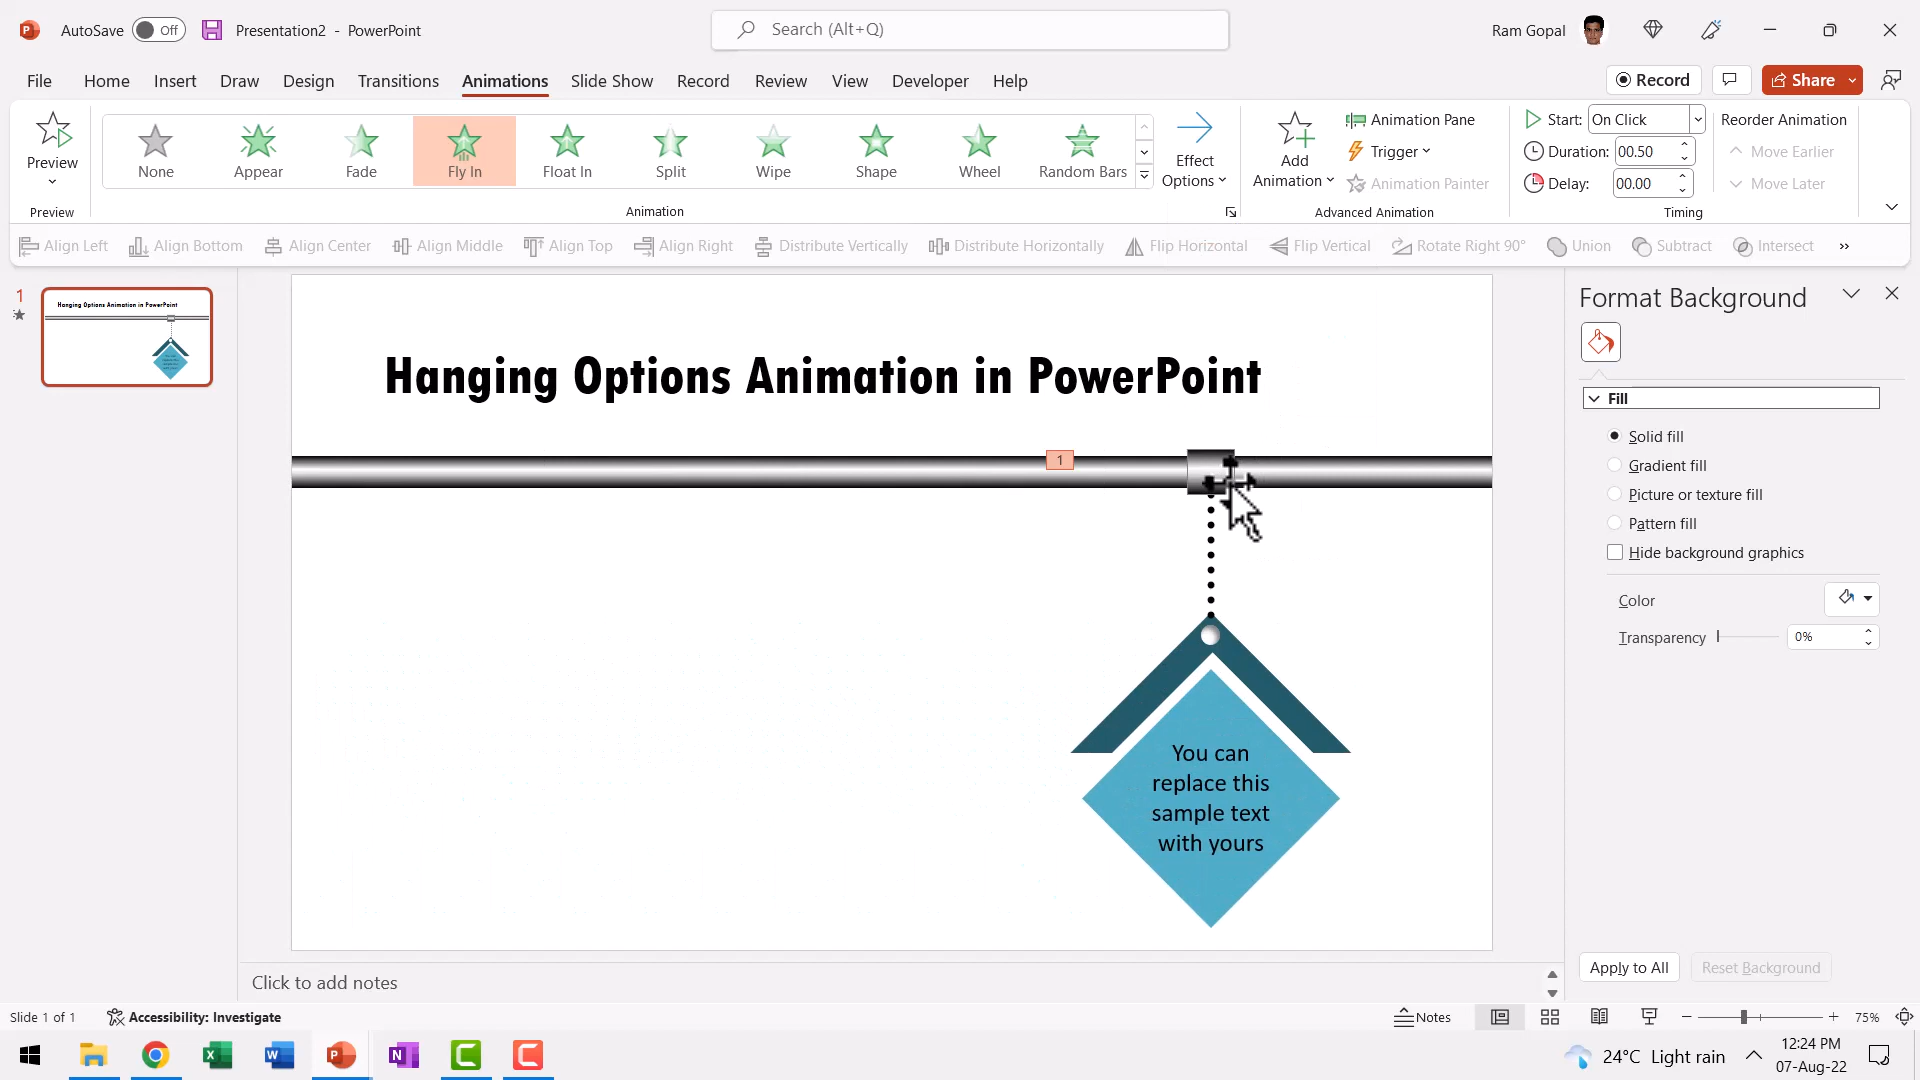 AutoSave Off Presentation2 - PowerPoint Search (Alt+Q) Ram Gopal
File Home Insert Draw Design Transitions Animations Slide Show Record Review View Developer Help Record Share
Preview
Preview
None Appear Fade Fly In Float In Split Wipe Shape Wheel Random Bars
Animation
Effect
Options
Add
Animation
Animation Pane
Trigger
Animation Painter
Advanced Animation
Start: On Click
Duration: 00.50
Delay: 00.00
Timing
Reorder Animation
Move Earlier
Move Later
Align Left Align Bottom Align Center Align Middle Align Top Align Right Distribute Vertically Distribute Horizontally Flip Horizontal Flip Vertical Rotate Right 90° Union Subtract Intersect »
1
Hanging Options Animation in PowerPoint
Hanging Options Animation in PowerPoint
1
You can
replace this
sample text
with yours
Click to add notes
Format Background
Fill
Solid fill
Gradient fill
Picture or texture fill
Pattern fill
Hide background graphics
Color
Transparency 0%
Apply to All Reset Background
Slide 1 of 1 Accessibility: Investigate Notes 75%
24°C Light rain
12:24 PM
07-Aug-22